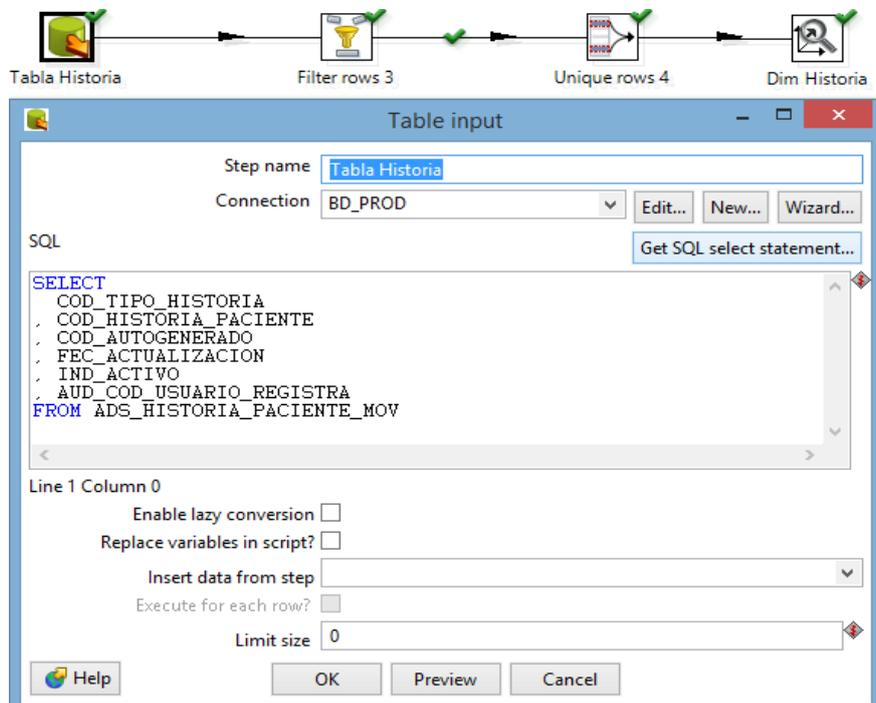 Tabla Historia
Filter rows 3
Unique rows 4
Dim Historia
Table input
Step name Tabla Historia
Connection BD_PROD Edit... New... Wizard...
SQL Get SQL select statement...
SELECT
COD_TIPO_HISTORIA
, COD_HISTORIA_PACIENTE
, COD_AUTOGENERADO
, FEC_ACTUALIZACION
, IND_ACTIVO
, AUD_COD_USUARIO_REGISTRA
FROM ADS_HISTORIA_PACIENTE_MOV
Line 1 Column 0
Enable lazy conversion
Replace variables in script?
Insert data from step
Execute for each row?
Limit size 0
Help OK Preview Cancel